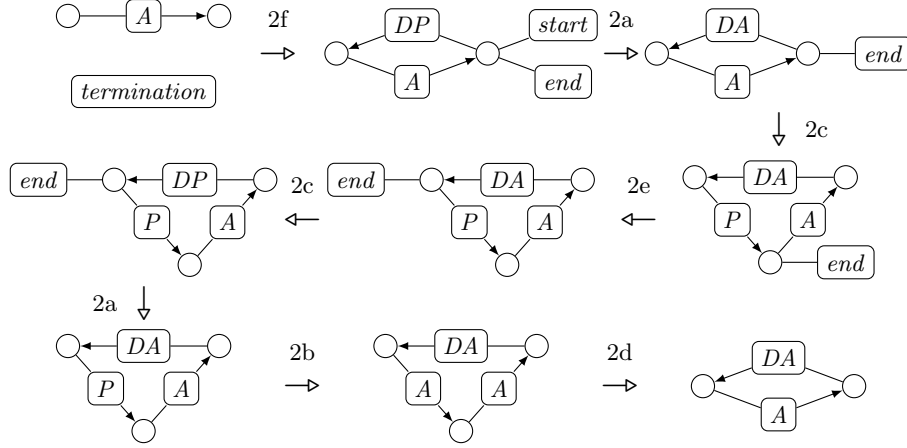 A 2f DP start 2a DA end
termination A end A
2c
end DP 2c end DA 2e DA
P A P A P A
end
2a
DA 2b DA 2d DA
P A A A A